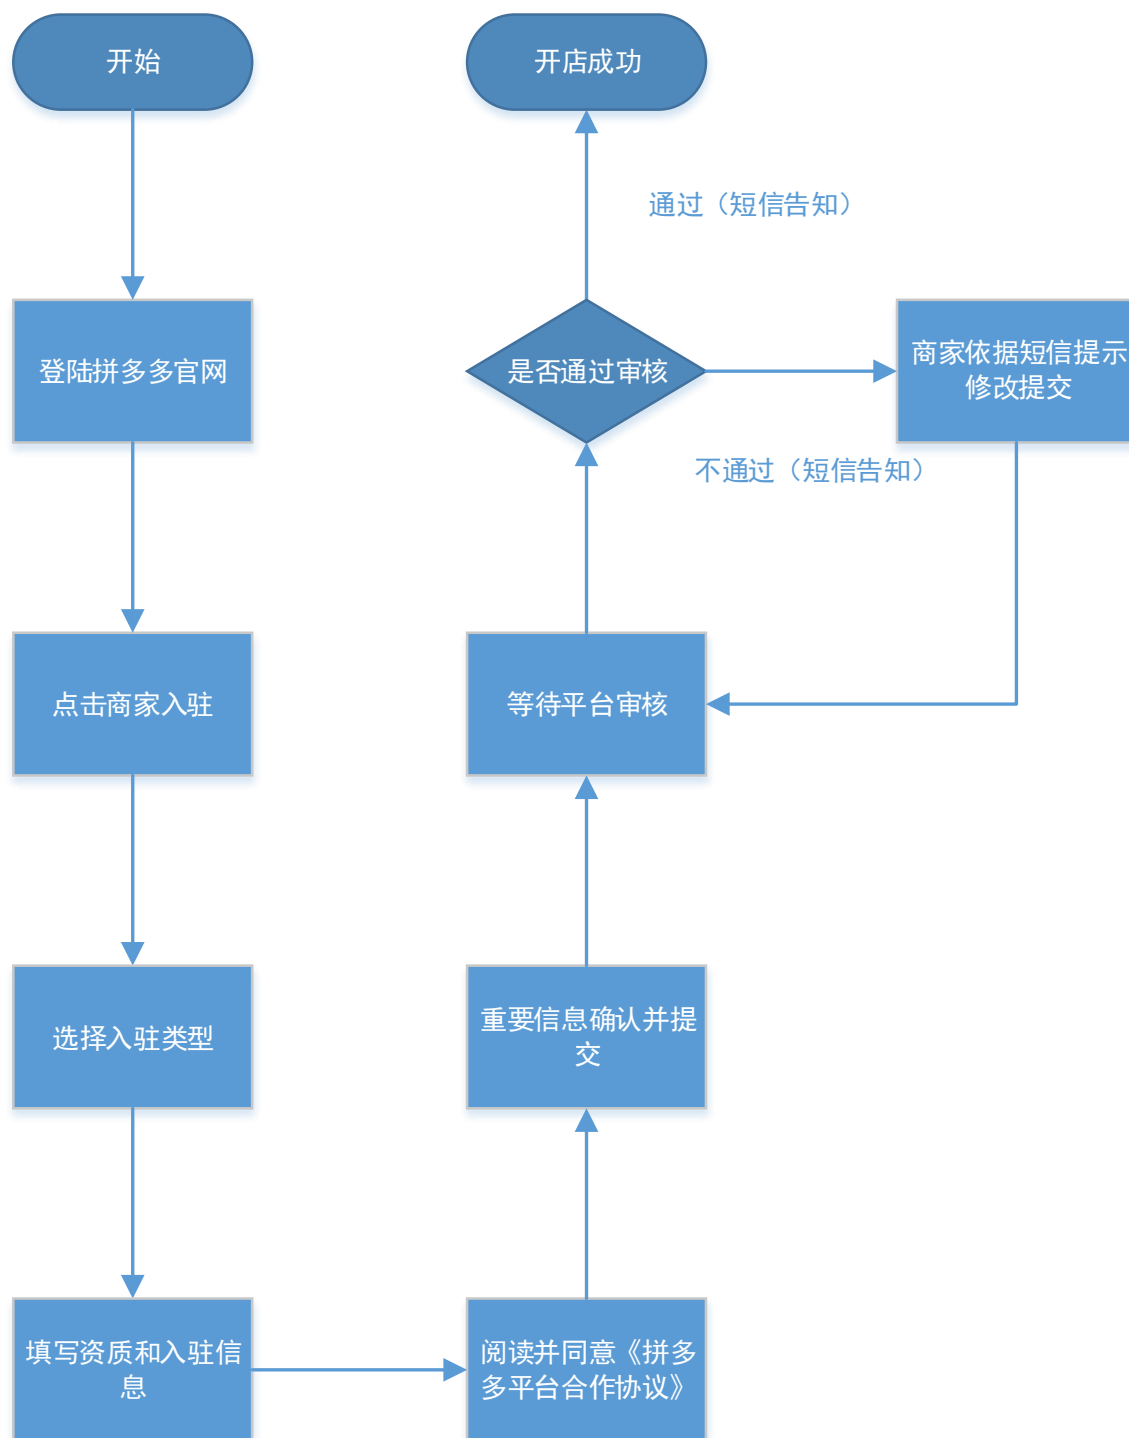 开始
登陆拼多多官网
点击商家入驻
选择入驻类型
填写资质和入驻信
息
阅读并同意《拼多
多平台合作协议》
重要信息确认并提
交
等待平台审核
是否通过审核
不通过（短信告知）
商家依据短信提示
修改提交
通过（短信告知）
开店成功